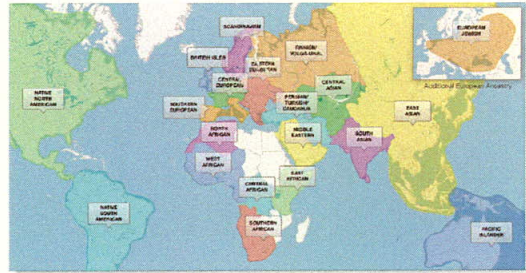 SCANDINAVIAN
BRITISH ISLES
FINNISH/
VOLGA-URAL
EASTERN
EUROPEAN
CENTRAL
EUROPEAN
NATIVE
NORTH
AMERICAN
SOUTHERN
EUROPEAN
PERSIAN/
TURKISH/
CAUCASUS
CENTRAL
ASIAN
EUROPEAN
JEWISH
Additional European Ancestry
EAST
ASIAN
NORTH
AFRICAN
MIDDLE
EASTERN
SOUTH
ASIAN
WEST
AFRICAN
EAST
AFRICAN
CENTRAL
AFRICAN
NATIVE
SOUTH
AMERICAN
SOUTHERN
AFRICAN
PACIFIC
ISLANDER